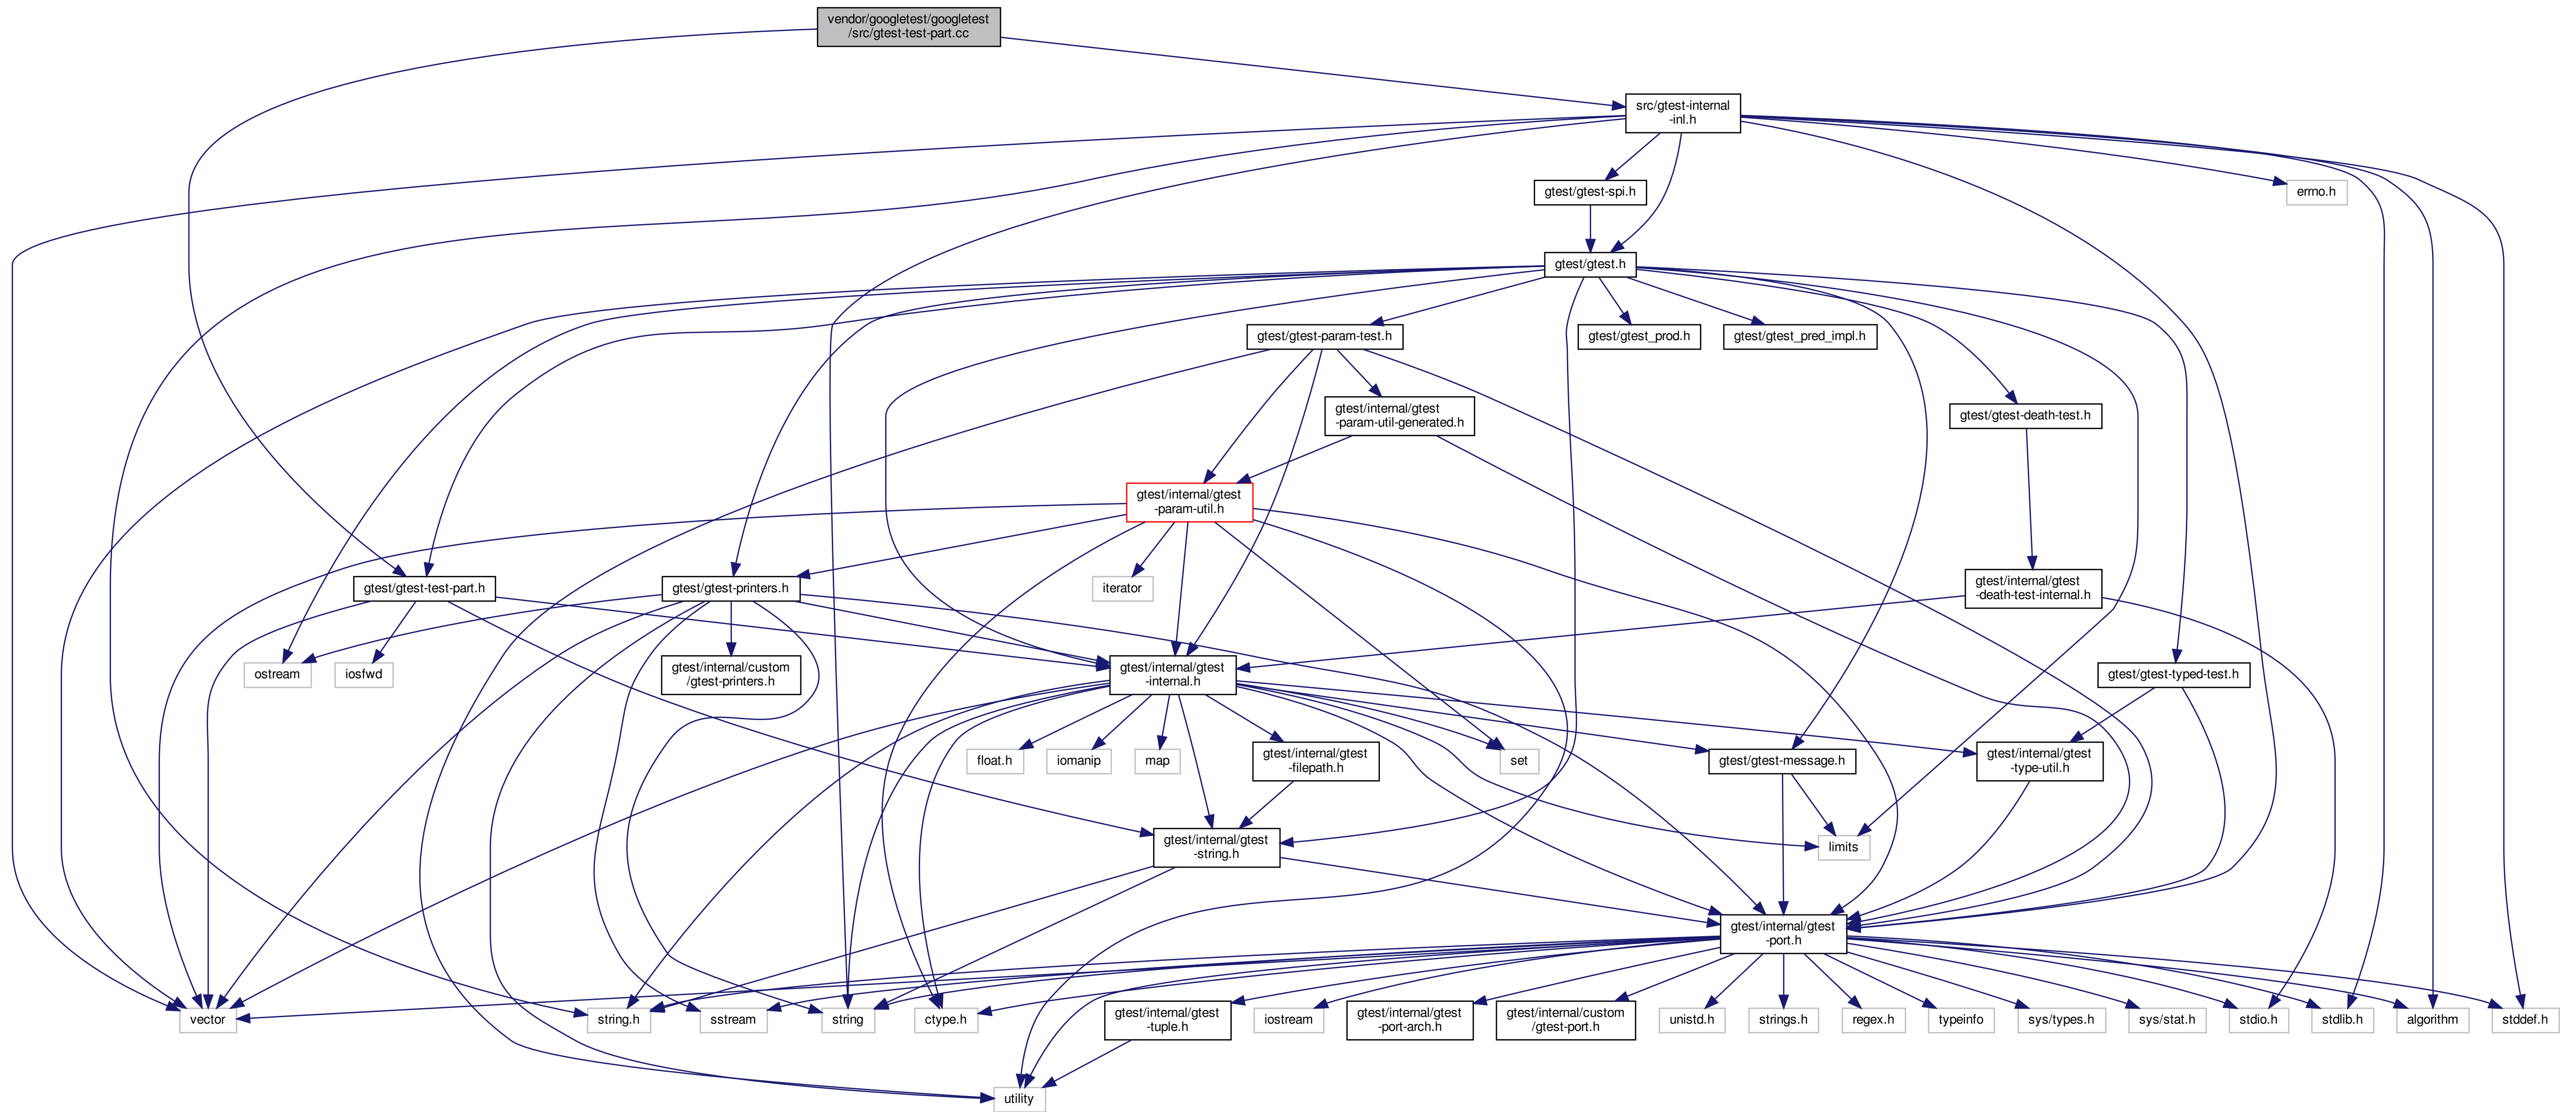 vendor/googletest/googletest
/src/gtest-test-part.cc
src/gtest-internal
-inl.h
gtest/gtest-spi.h
errno.h
gtest/gtest.h
gtest/gtest-param-test.h
gtest/gtest_prod.h
gtest/gtest_pred_impl.h
gtest/internal/gtest
-param-util-generated.h
gtest/gtest-death-test.h
gtest/internal/gtest
-param-util.h
gtest/gtest-test-part.h
gtest/gtest-printers.h
iterator
gtest/internal/gtest
-death-test-internal.h
ostream
iosfwd
gtest/internal/custom
/gtest-printers.h
gtest/internal/gtest
-internal.h
gtest/gtest-typed-test.h
float.h
iomanip
map
gtest/internal/gtest
-filepath.h
set
gtest/gtest-message.h
gtest/internal/gtest
-type-util.h
gtest/internal/gtest
-string.h
limits
gtest/internal/gtest
-port.h
vector
string.h
sstream
string
ctype.h
gtest/internal/gtest
-tuple.h
iostream
gtest/internal/gtest
-port-arch.h
gtest/internal/custom
/gtest-port.h
unistd.h
strings.h
regex.h
typeinfo
sys/types.h
sys/stat.h
stdio.h
stdlib.h
algorithm
stddef.h
utility